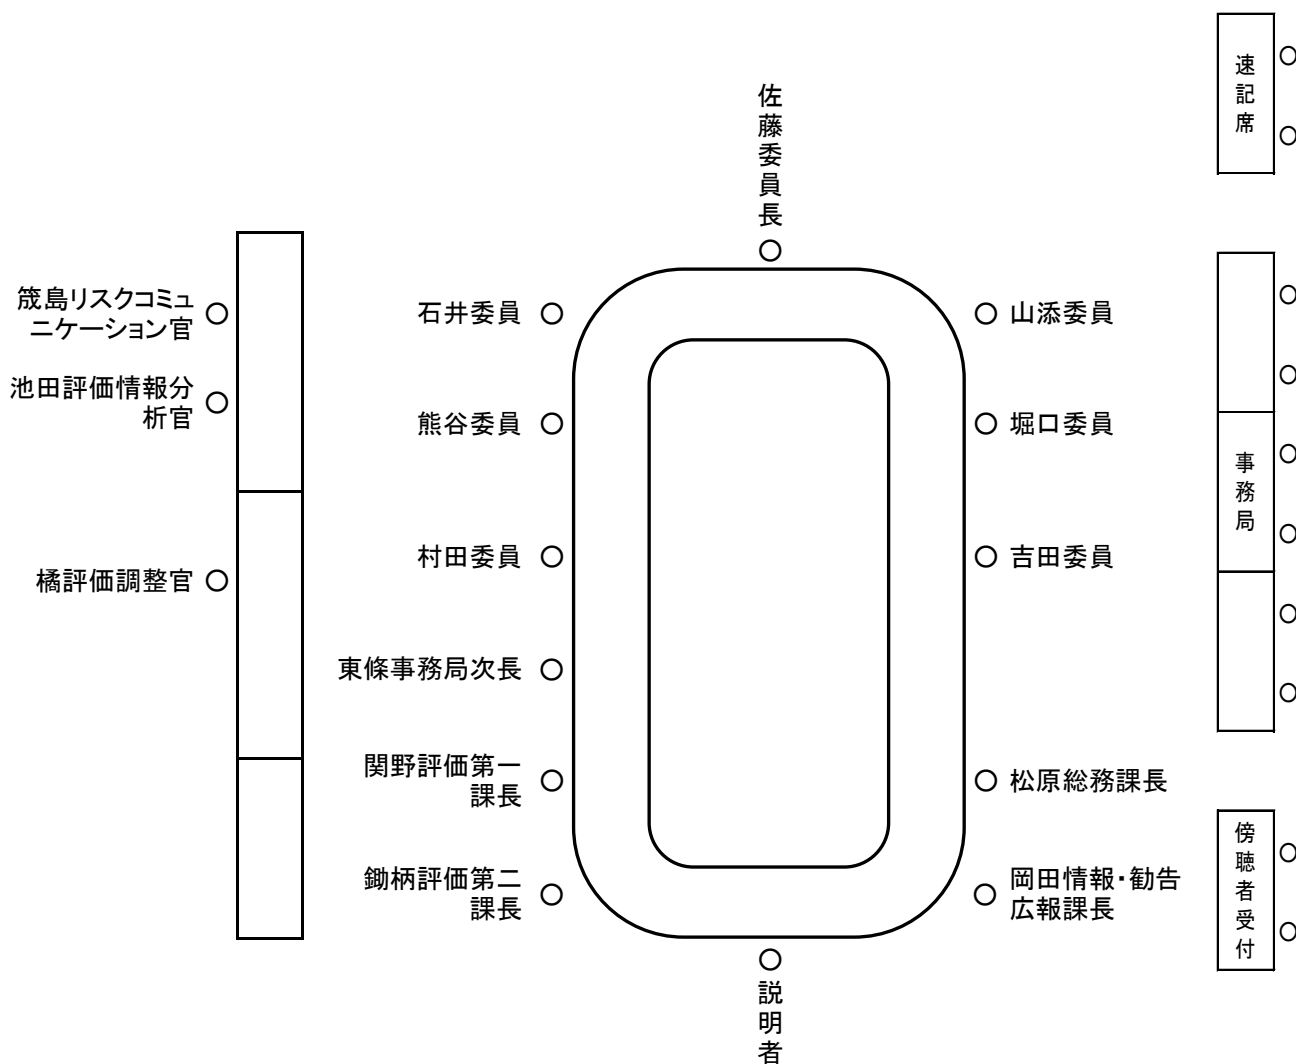 速記席
佐藤委員長
篏島リスクコミュ
ニケーション官
石井委員
山添委員
池田評価情報分
析官
熊谷委員
堀口委員
事務局
村田委員
吉田委員
橘評価調整官
東條事務局次長
関野評価第一
課長
松原総務課長
鋤柄評価第二
課長
岡田情報・勧告
広報課長
傍聴者受付
説明者